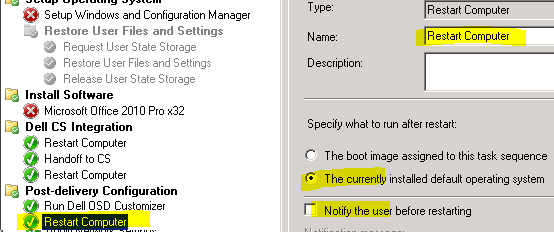 Setup Operating System
Setup Windows and Configuration Manager
Restore User Files and Settings
Request User State Storage
Restore User Files and Settings
Release User State Storage
Install Software
Microsoft Office 2010 Pro x32
Dell CS Integration
Restart Computer
Handoff to CS
Restart Computer
Post-delivery Configuration
Run Dell OSD Customizer
Restart Computer
Type:
Restart Computer
Name:
Restart Computer
Description:
Specify what to run after restart:
The boot image assigned to this task sequence
The currently installed default operating system
Notify the user before restarting
Notification message: